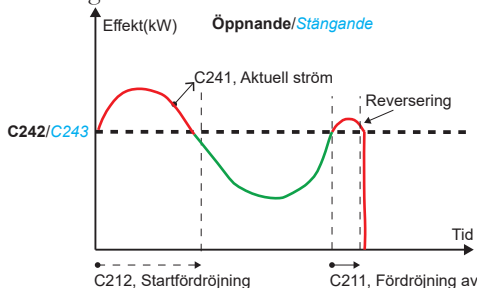 Effekt(kW)
Öppnande/Stängande
C241, Aktuell ström
Reversering
C242/C243
Tid
C212, Startfördröjning
C211, Fördröjning av